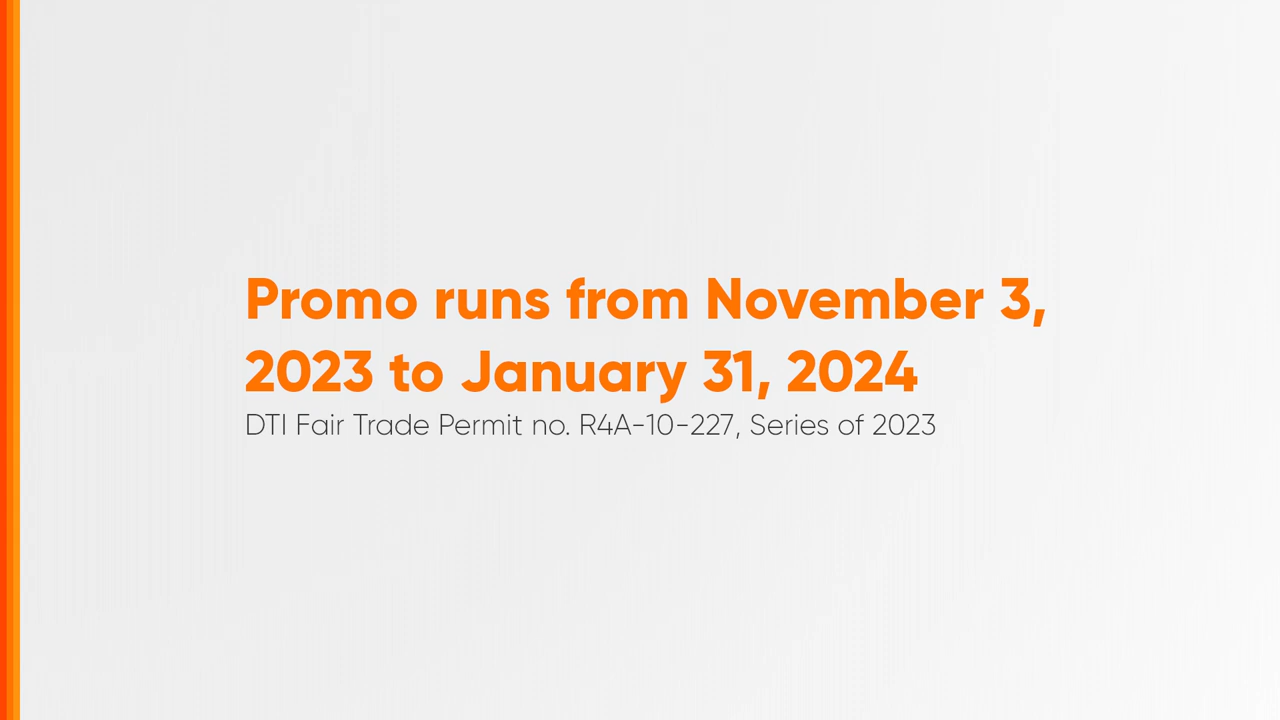 Promo runs from November 3,
2023 to January 31, 2024
DTI Fair Trade Permit no. R4A-10-227, Series of 2023